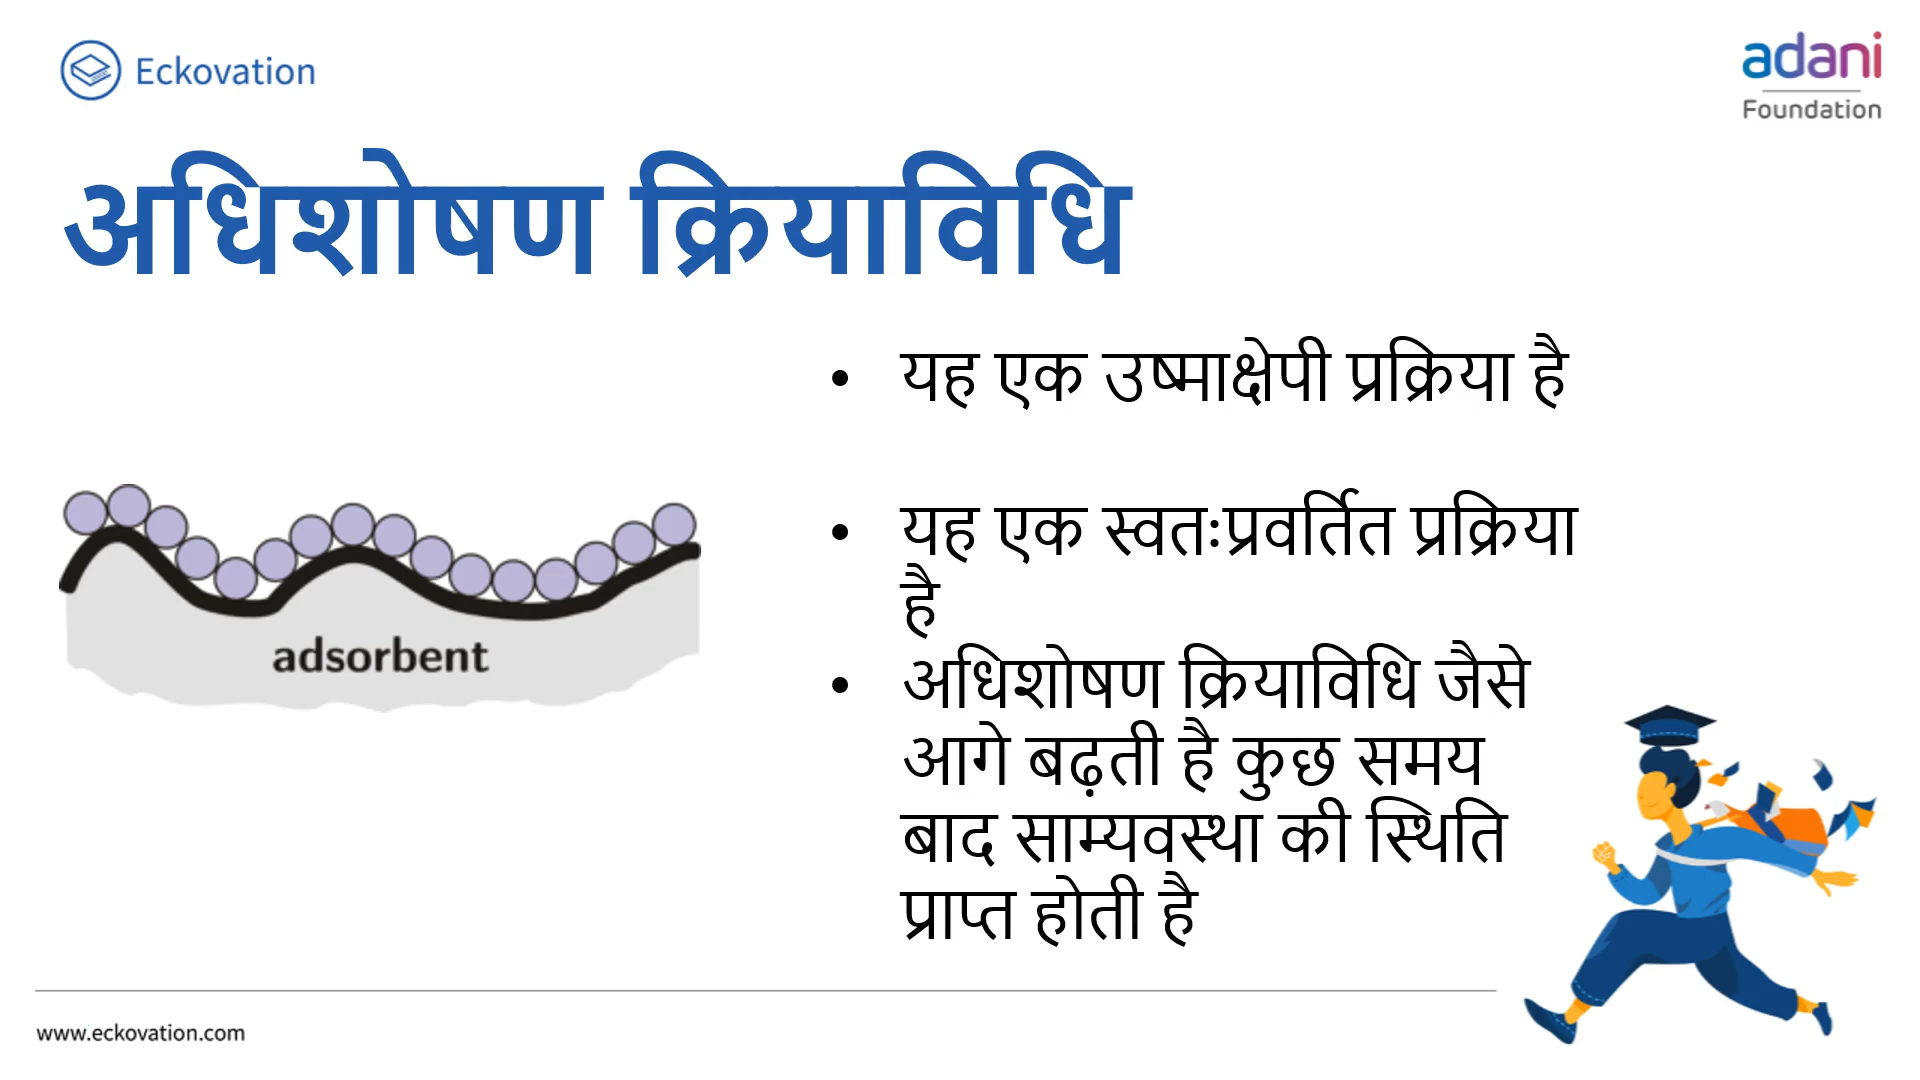 Eckovation
adani
Foundation
अधिशोषण क्रियाविधि
• यह एक उष्माक्षेपी प्रक्रिया है
• यह एक स्वतःप्रवर्तित प्रक्रिया
है
• अधिशोषण क्रियाविधि जैसे
आगे बढ़ती है कुछ समय
बाद साम्यवस्था की स्थिति
प्राप्त होती है
adsorbent
www.eckovation.com